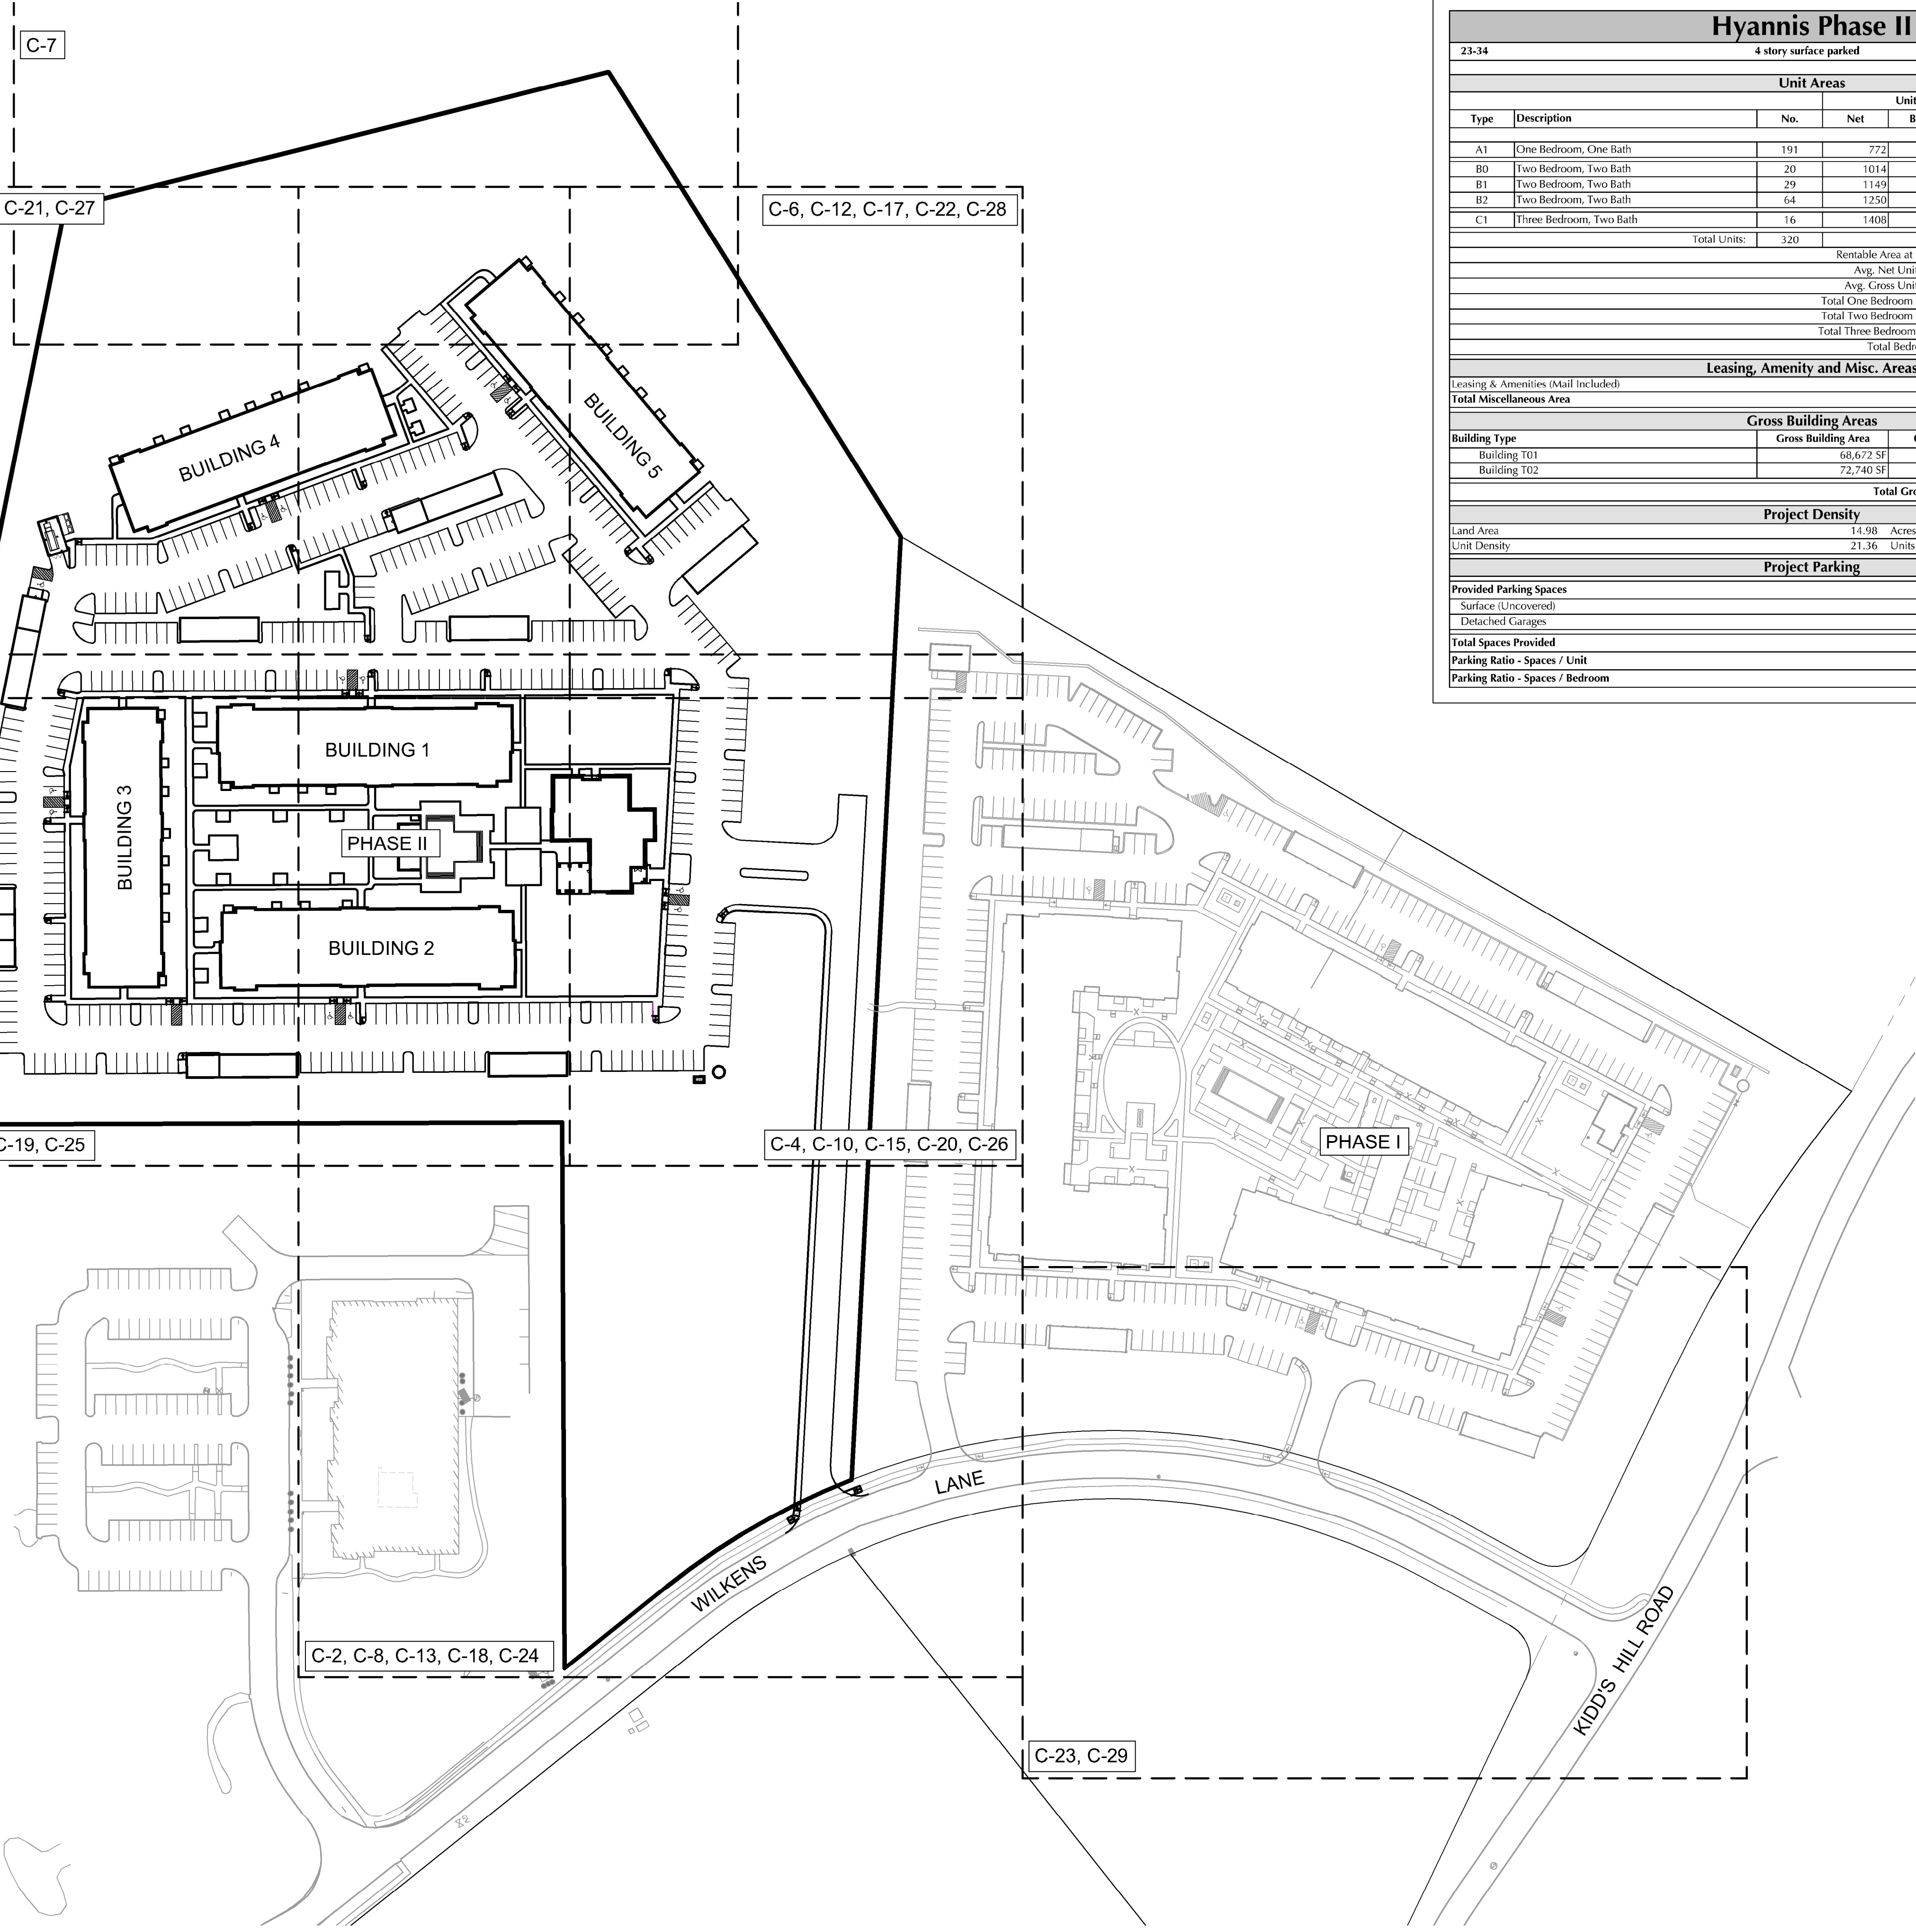 C-7
C-21, C-27
C-6, C-12, C-17, C-22, C-28
BUILDING 4
BUILDING 5
BUILDING 1
BUILDING 3
PHASE II
BUILDING 2
C-19, C-25
C-4, C-10, C-15, C-20, C-26
PHASE I
WILKENS LANE
C-2, C-8, C-13, C-18, C-24
C-23, C-29
KIDD'S HILL ROAD
Hyannis Phase II
23-34 4 story surface parked
Unit Areas
Unit
Type Description No. Net B
A1 One Bedroom, One Bath 191 772
B0 Two Bedroom, Two Bath 20 1014
B1 Two Bedroom, Two Bath 29 1149
B2 Two Bedroom, Two Bath 64 1250
C1 Three Bedroom, Two Bath 16 1408
Total Units: 320
Rentable Area at
Avg. Net Unit
Avg. Gross Unit
Total One Bedroom
Total Two Bedroom
Total Three Bedroom
Total Bedr
Leasing, Amenity and Misc. Areas
Leasing & Amenities (Mail Included)
Total Miscellaneous Area
Gross Building Areas
Building Type Gross Building Area
Building T01 68,672 SF
Building T02 72,740 SF
Total Gro
Project Density
Land Area 14.98 Acres
Unit Density 21.36 Units
Project Parking
Provided Parking Spaces
Surface (Uncovered)
Detached Garages
Total Spaces Provided
Parking Ratio - Spaces / Unit
Parking Ratio - Spaces / Bedroom